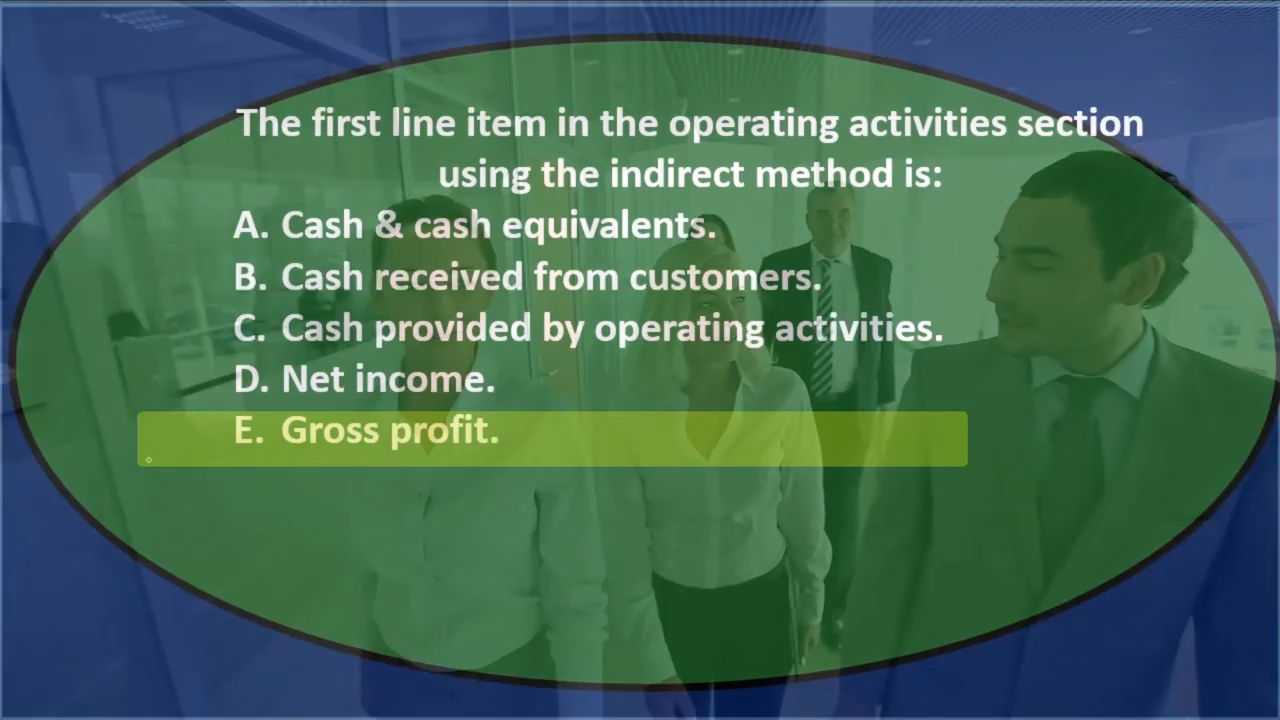 The first line item in the operating activities section
using the indirect method is:
A. Cash & cash equivalents.
B. Cash received from customers.
C. Cash provided by operating activities.
D. Net income.
E. Gross profit.